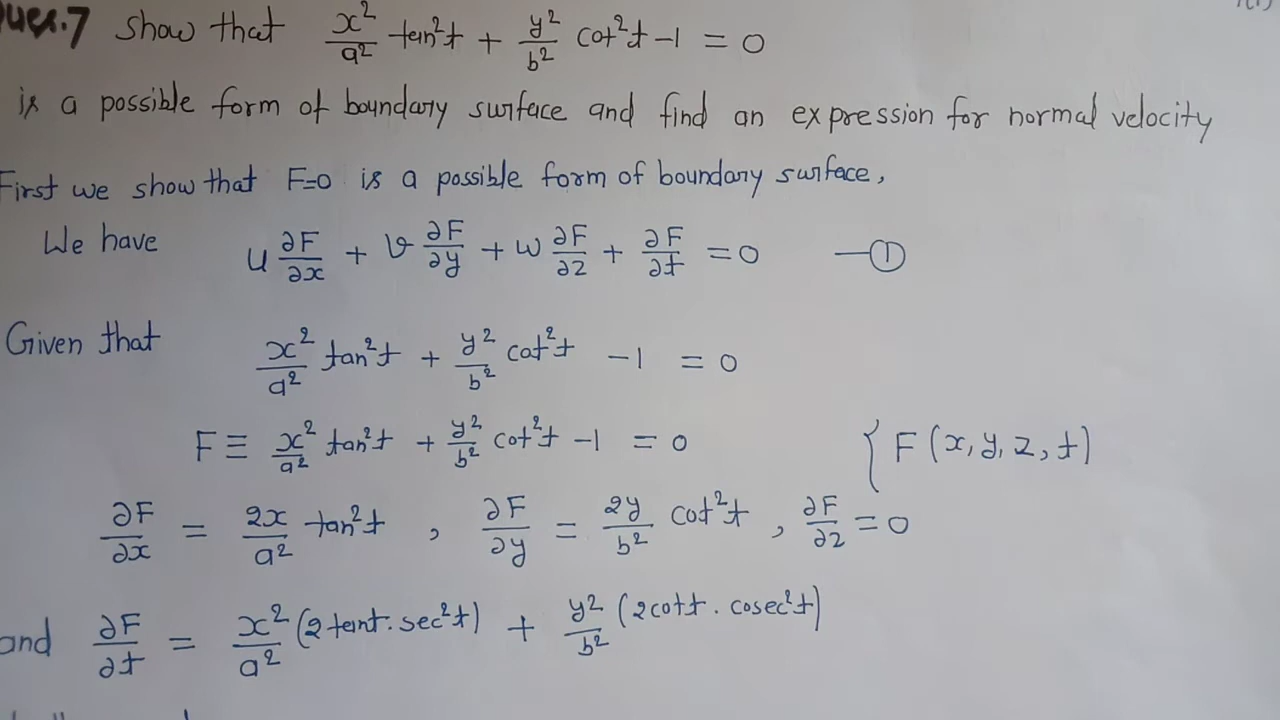 Ques.7 show that x²/a² tan²t + y²/b² cot²t - 1 = 0
is a possible form of boundary surface and find an expression for normal velocity
First we show that F=0 is a possible form of boundary surface,
We have u ∂F/∂x + v ∂F/∂y + w ∂F/∂z + ∂F/∂t = 0 —①
Given that x²/a² tan²t + y²/b² cot²t - 1 = 0
F ≡ x²/a² tan²t + y²/b² cot²t - 1 = 0 { F(x, y, z, t)
∂F/∂x = 2x/a² tan²t , ∂F/∂y = 2y/b² cot²t , ∂F/∂z = 0
and ∂F/∂t = x²/a² (2 tant. sec²t) + y²/b² (2 cott . cosec²t)